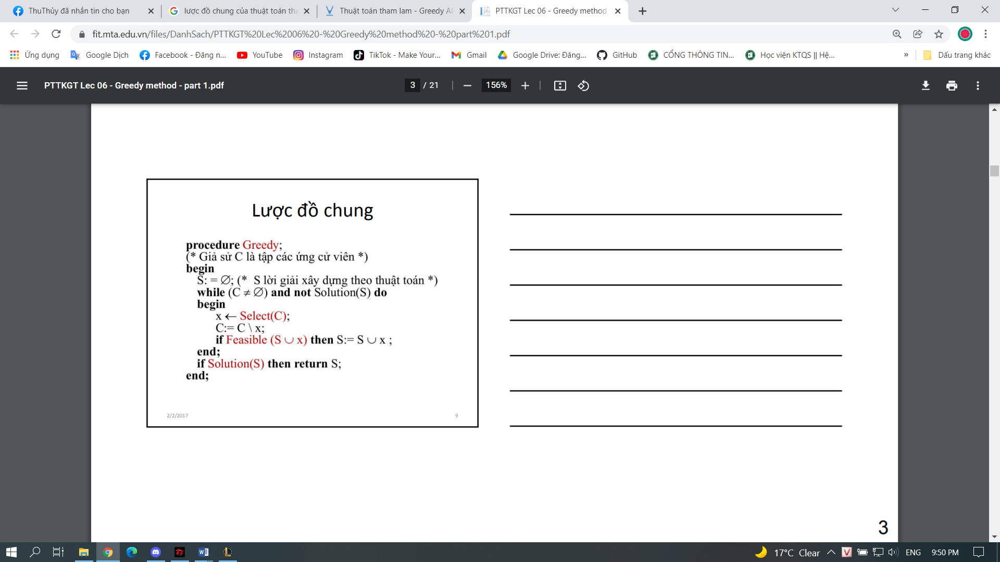 ThuThủy đã nhắn tin cho bạn
lược đồ chung của thuật toán tha
Thuật toán tham lam - Greedy Al
PTTKGT Lec 06 - Greedy method
fit.mta.edu.vn/files/DanhSach/PTTKGT%20Lec%2006%20-%20Greedy%20method%20-%20part%201.pdf
Ứng dụng
Google Dịch
Facebook - Đăng n...
YouTube
Instagram
TikTok - Make Your...
Gmail
Google Drive: Đăng...
GitHub
CỔNG THÔNG TIN...
Học viện KTQS || Hệ...
»
Dấu trang khác
PTTKGT Lec 06 - Greedy method - part 1.pdf
3 / 21
156%
Lược đồ chung
procedure Greedy;
(* Giả sử C là tập các ứng cử viên *)
begin
S: = ∅; (* S lời giải xây dựng theo thuật toán *)
while (C ≠ ∅) and not Solution(S) do
begin
x ← Select(C);
C:= C \ x;
if Feasible (S ∪ x) then S:= S ∪ x ;
end;
if Solution(S) then return S;
end;
2/2/2017
9
3
17°C Clear
ENG
9:50 PM